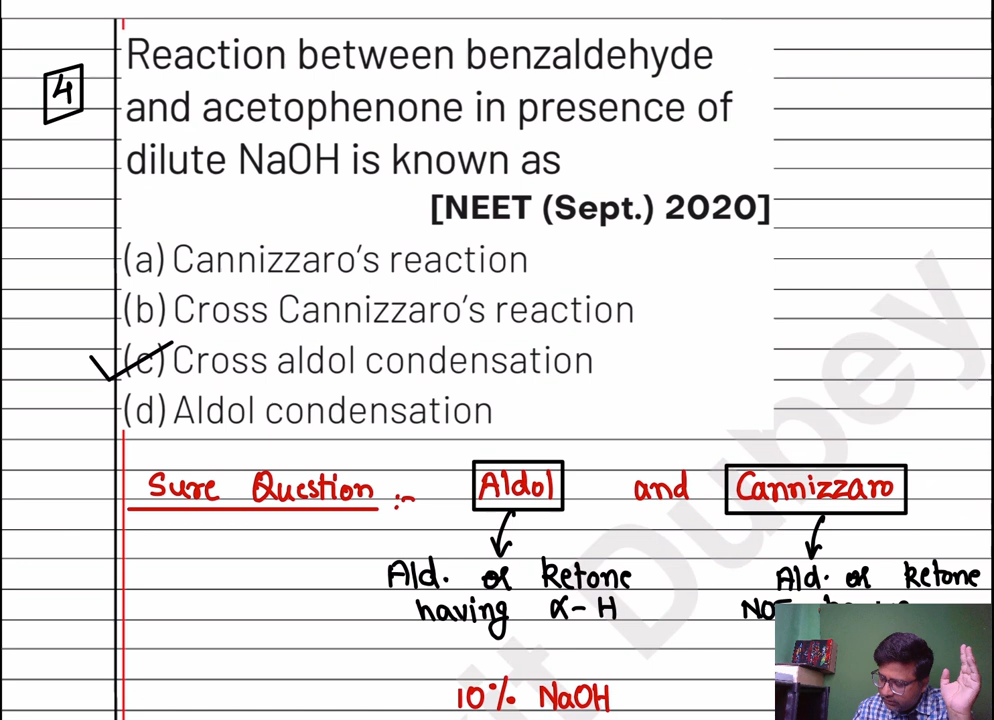 4
Reaction between benzaldehyde
and acetophenone in presence of
dilute NaOH is known as
[NEET (Sept.) 2020]
(a) Cannizzaro's reaction
(b) Cross Cannizzaro's reaction
(c) Cross aldol condensation
(d) Aldol condensation
Sure Question :- Aldol and Cannizzaro
Ald. or ketone Ald. or ketone
having α-H NOT
10% NaOH
Dubey